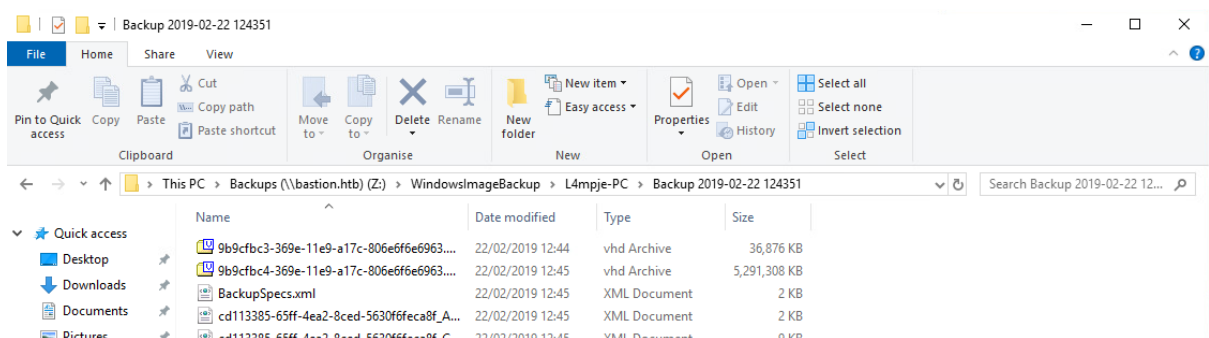 Backup 2019-02-22 124351
File Home Share View
Pin to Quick access
Copy
Paste
Cut
Copy path
Paste shortcut
Clipboard
Move to
Copy to
Delete
Rename
Organise
New folder
New item
Easy access
New
Properties
Open
Edit
History
Open
Select all
Select none
Invert selection
Select
This PC > Backups (\\bastion.htb) (Z:) > WindowsImageBackup > L4mpje-PC > Backup 2019-02-22 124351
Search Backup 2019-02-22 12...
Name Date modified Type Size
Quick access
Desktop
Downloads
Documents
Pictures
9b9cfbc3-369e-11e9-a17c-806e6f6e6963.... 22/02/2019 12:44 vhd Archive 36,876 KB
9b9cfbc4-369e-11e9-a17c-806e6f6e6963.... 22/02/2019 12:45 vhd Archive 5,291,308 KB
BackupSpecs.xml 22/02/2019 12:45 XML Document 2 KB
cd113385-65ff-4ea2-8ced-5630f6feca8f_A... 22/02/2019 12:45 XML Document 2 KB